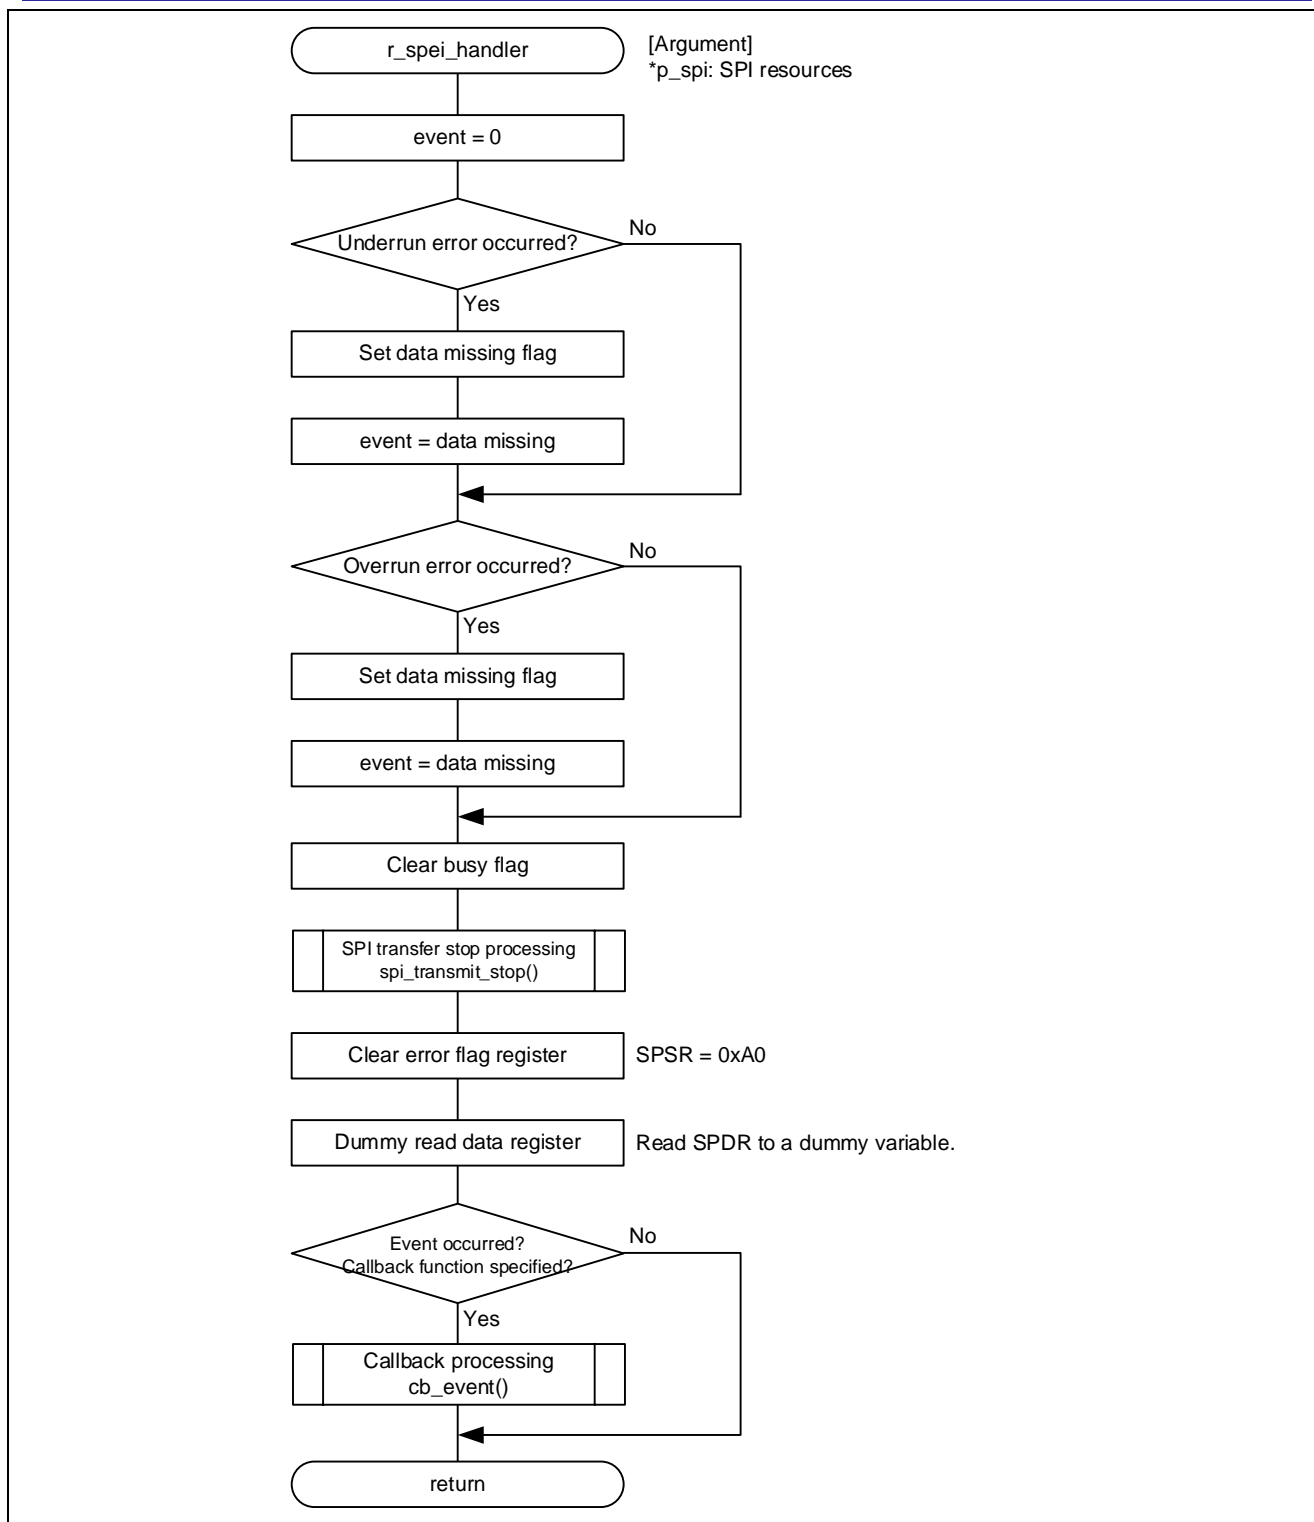 r_spei_handler
[Argument]
*p_spi: SPI resources
event = 0
Underrun error occurred?
No
Yes
Set data missing flag
event = data missing
Overrun error occurred?
No
Yes
Set data missing flag
event = data missing
Clear busy flag
SPI transfer stop processing
spi_transmit_stop()
Clear error flag register
SPSR = 0xA0
Dummy read data register
Read SPDR to a dummy variable.
Event occurred?
Callback function specified?
No
Yes
Callback processing
cb_event()
return